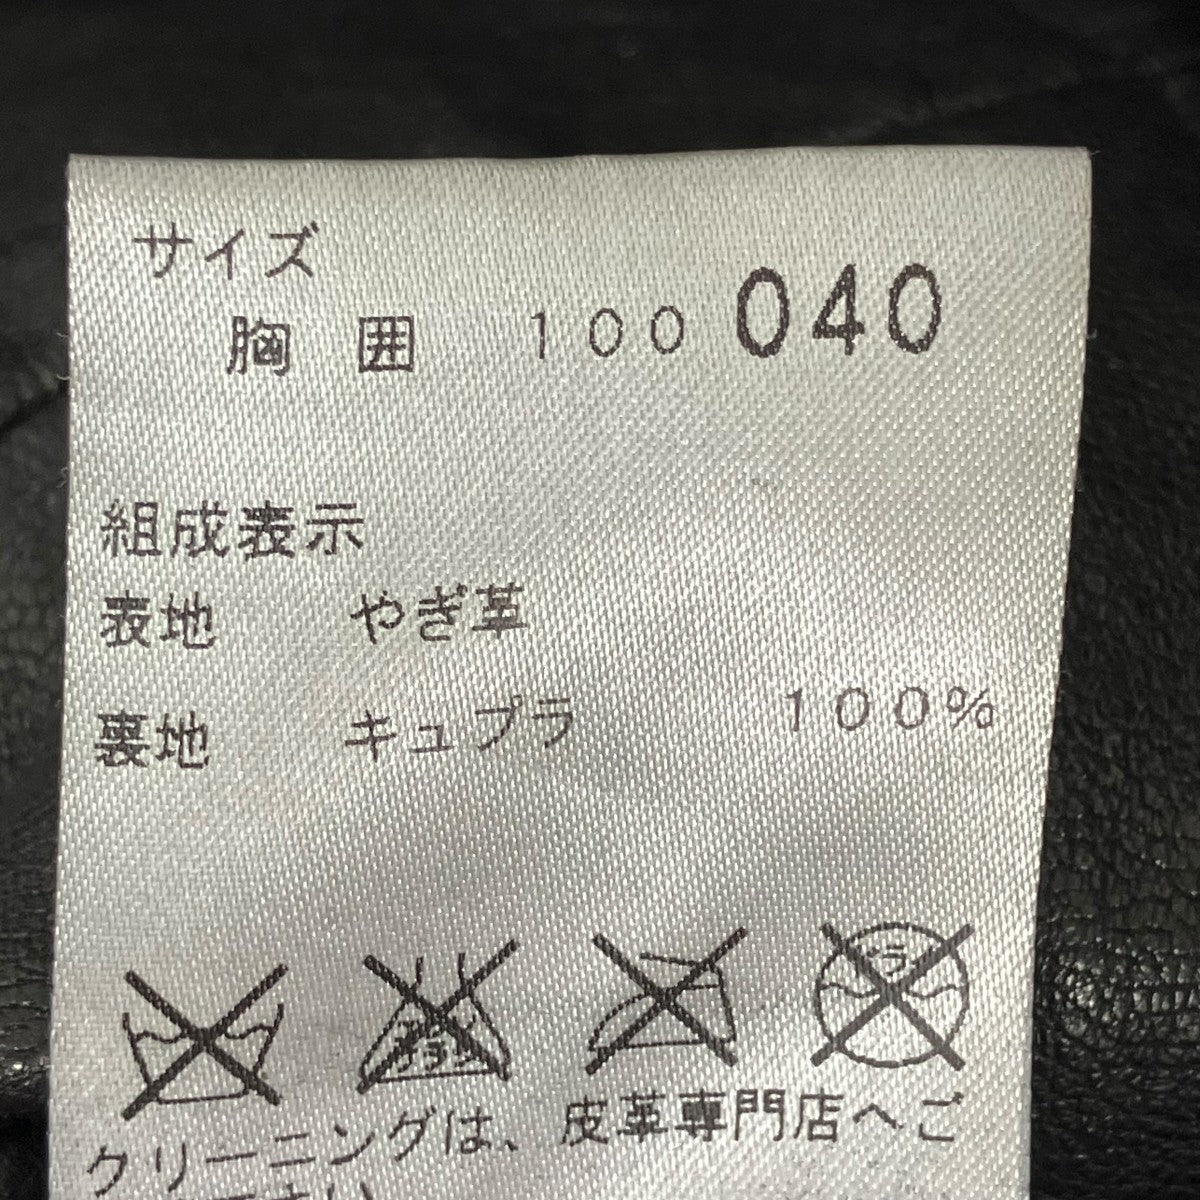 サイズ
胸囲 100 040
組成表示
表地 やぎ革
裏地 キュプラ 100%
クリーニングは、皮革専門店へご